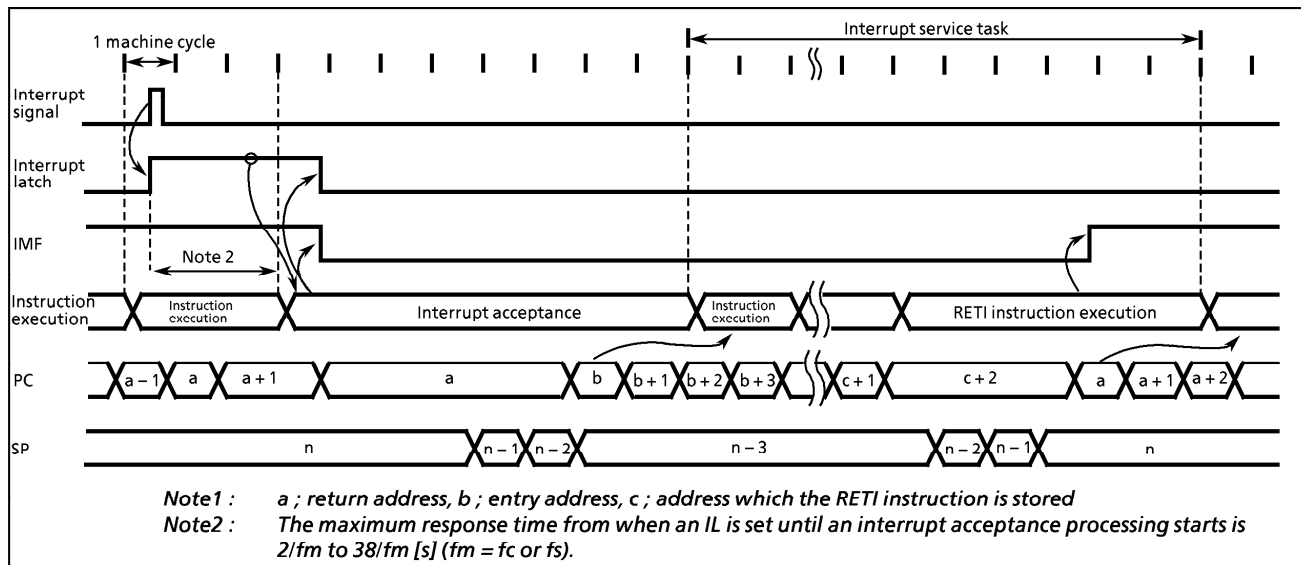 Interrupt service task
1 machine cycle
Interrupt
signal
Interrupt
latch
IMF
Note 2
Instruction
execution
Instruction
execution
Interrupt acceptance
Instruction
execution
RETI instruction execution
PC
a – 1
a
a + 1
a
b
b + 1
b + 2
b + 3
c + 1
c + 2
a
a + 1
a + 2
SP
n
n – 1
n – 2
n – 3
n – 2
n – 1
n
Note1 : a ; return address, b ; entry address, c ; address which the RETI instruction is stored
Note2 : The maximum response time from when an IL is set until an interrupt acceptance processing starts is
2/fm to 38/fm [s] (fm = fc or fs).